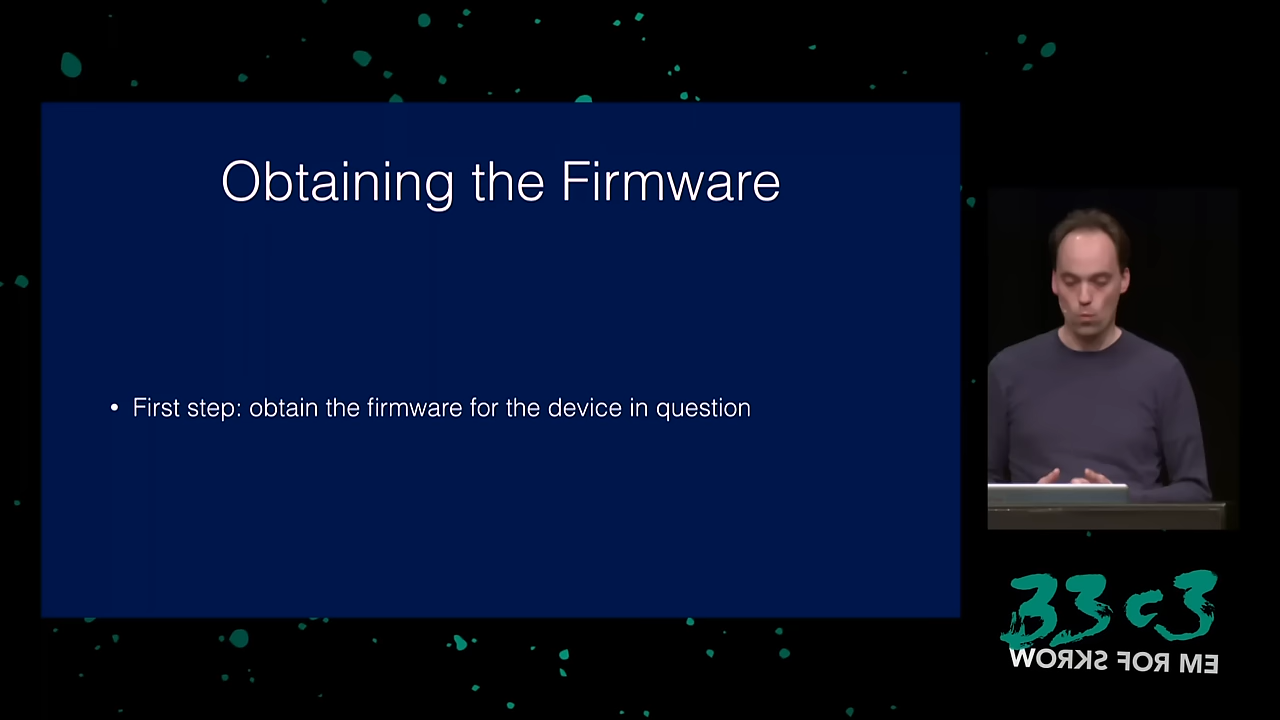 Obtaining the Firmware
• First step: obtain the firmware for the device in question
33c3
WORKS FOR ME